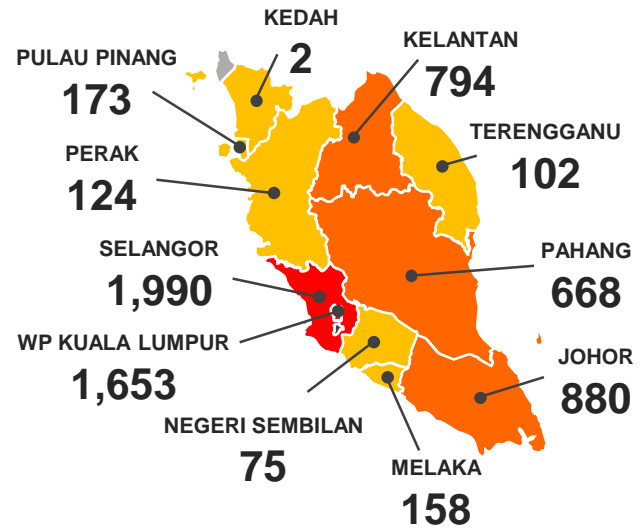 KEDAH
2
KELANTAN
794
PULAU PINANG
173
TERENGGANU
102
PERAK
124
SELANGOR
1,990
PAHANG
668
WP KUALA LUMPUR
1,653
JOHOR
880
NEGERI SEMBILAN
75
MELAKA
158